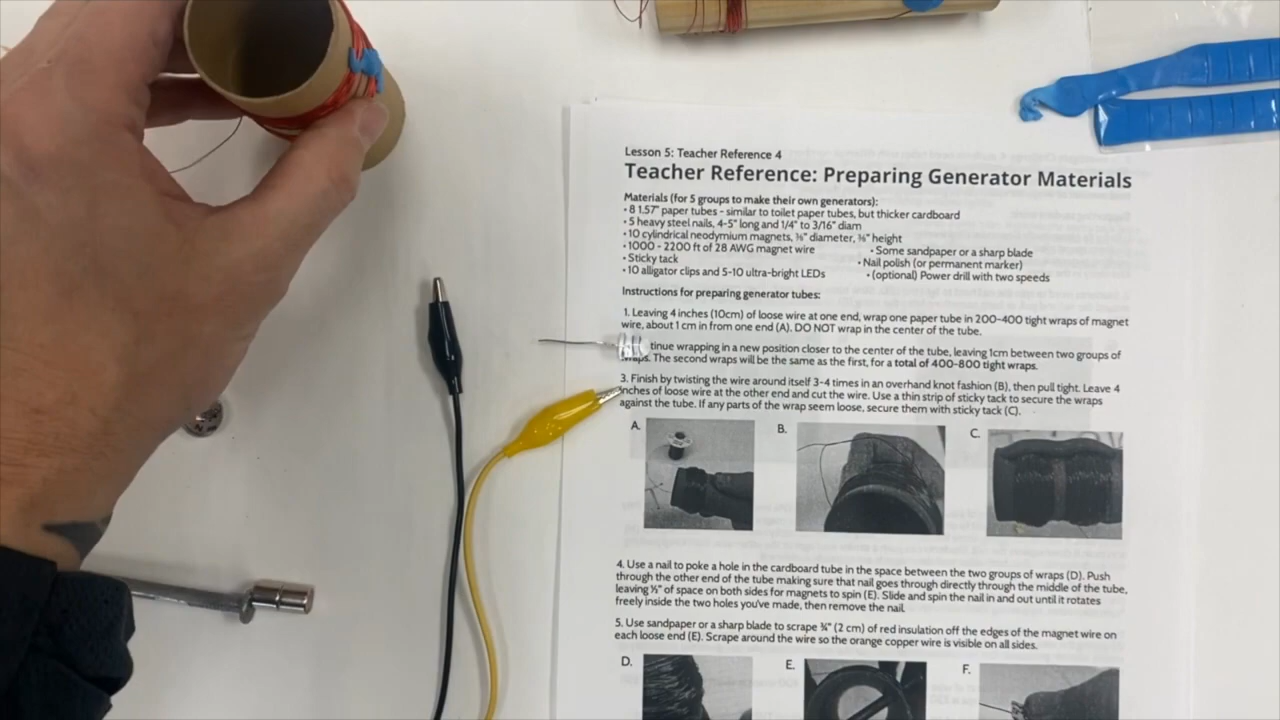 Lesson 5: Teacher Reference 4
Teacher Reference: Preparing Generator Materials
Materials (for 5 groups to make their own generators):
• 8 1.57" paper tubes - similar to toilet paper tubes, but thicker cardboard
• 5 heavy steel nails, 4-5" long and 1/4" to 3/16" diam
• 10 cylindrical neodymium magnets, ⅜" diameter, ⅜" height
• 1000 - 2200 ft of 28 AWG magnet wire
• Some sandpaper or a sharp blade
• Sticky tack
• Nail polish (or permanent marker)
• 10 alligator clips and 5-10 ultra-bright LEDs
• (optional) Power drill with two speeds
Instructions for preparing generator tubes:
1. Leaving 4 inches (10cm) of loose wire at one end, wrap one paper tube in 200-400 tight wraps of magnet
wire, about 1 cm in from one end (A). DO NOT wrap in the center of the tube.
tinue wrapping in a new position closer to the center of the tube, leaving 1cm between two groups of
wraps. The second wraps will be the same as the first, for a total of 400-800 tight wraps.
3. Finish by twisting the wire around itself 3-4 times in an overhand knot fashion (B), then pull tight. Leave 4
inches of loose wire at the other end and cut the wire. Use a thin strip of sticky tack to secure the wraps
against the tube. If any parts of the wrap seem loose, secure them with sticky tack (C).
A. B. C.
4. Use a nail to poke a hole in the cardboard tube in the space between the two groups of wraps (D). Push
through the other end of the tube making sure that nail goes through directly through the middle of the tube,
leaving ½" of space on both sides for magnets to spin (E). Slide and spin the nail in and out until it rotates
freely inside the two holes you've made, then remove the nail.
5. Use sandpaper or a sharp blade to scrape ¾" (2 cm) of red insulation off the edges of the magnet wire on
each loose end (E). Scrape around the wire so the orange copper wire is visible on all sides.
D. E. F.